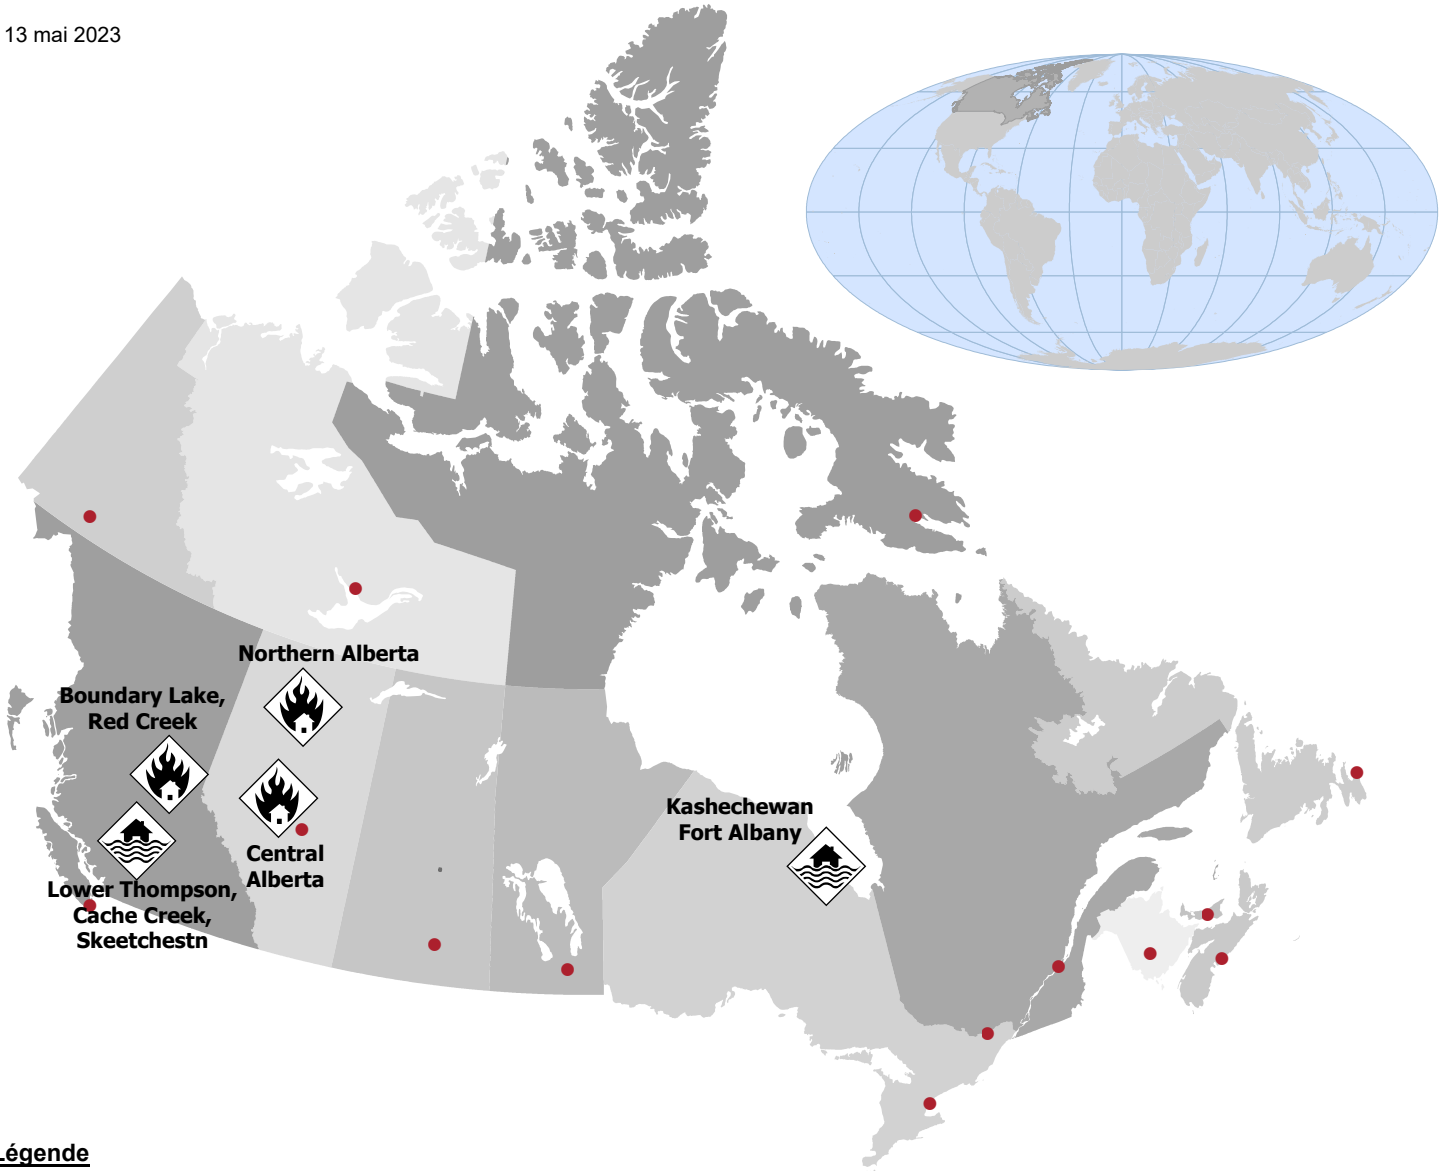 13 mai 2023
Northern Alberta
Boundary Lake,
Red Creek
Kashechewan
Fort Albany
Central
Alberta
Lower Thompson,
Cache Creek,
Skeetchestn
Légende